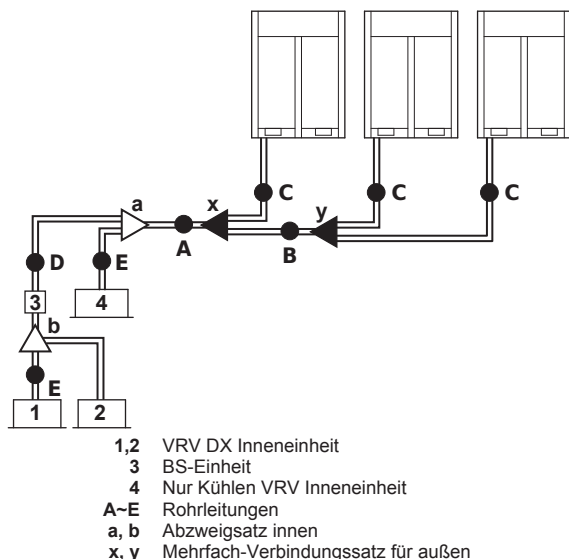 C
C
C
x
y
a
A
B
D
E
3
4
b
E
1
2
1,2 VRV DX Inneneinheit
3 BS-Einheit
4 Nur Kühlen VRV Inneneinheit
A~E Rohrleitungen
a, b Abzweigsatz innen
x, y Mehrfach-Verbindungssatz für außen